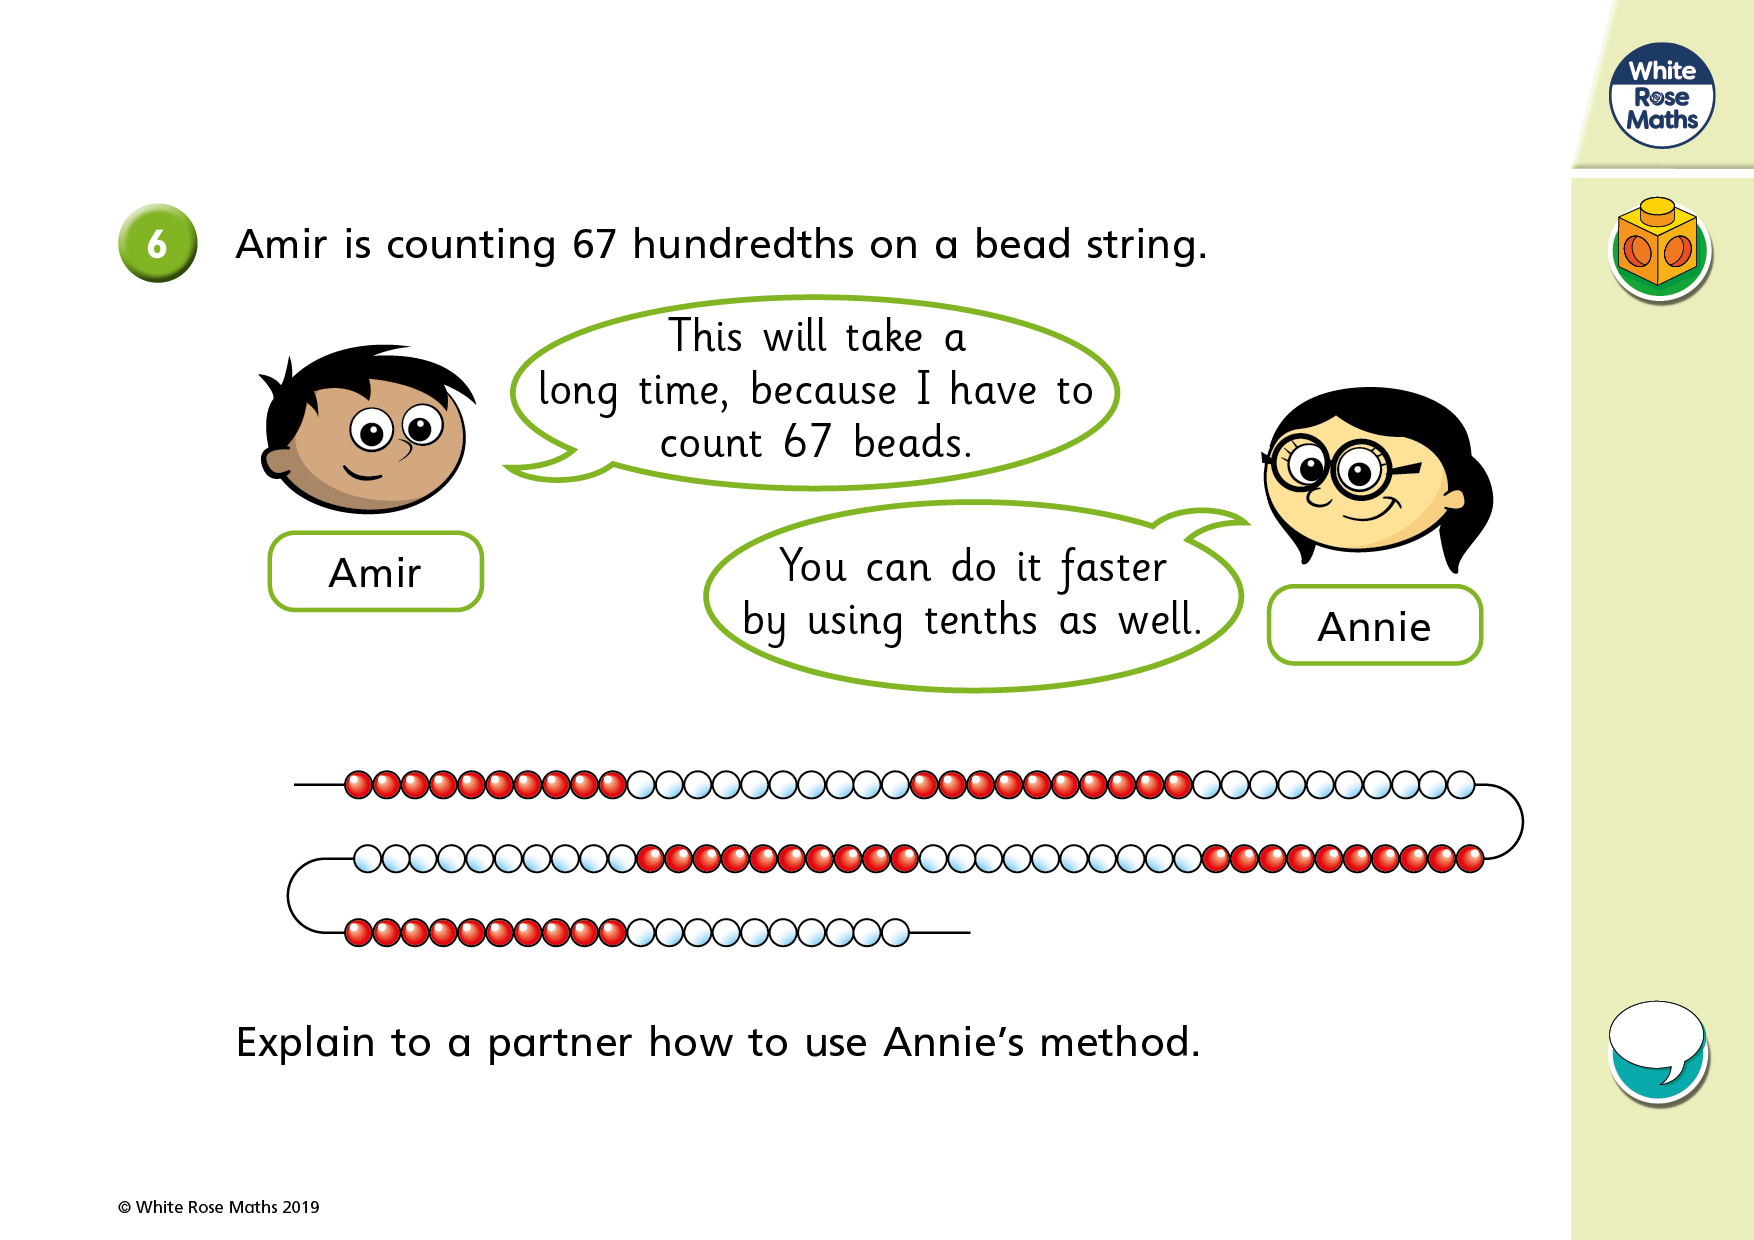 White
Rose
Maths
6 Amir is counting 67 hundredths on a bead string.
This will take a
long time, because I have to
count 67 beads.
Amir
You can do it faster
by using tenths as well.
Annie
Explain to a partner how to use Annie’s method.
© White Rose Maths 2019